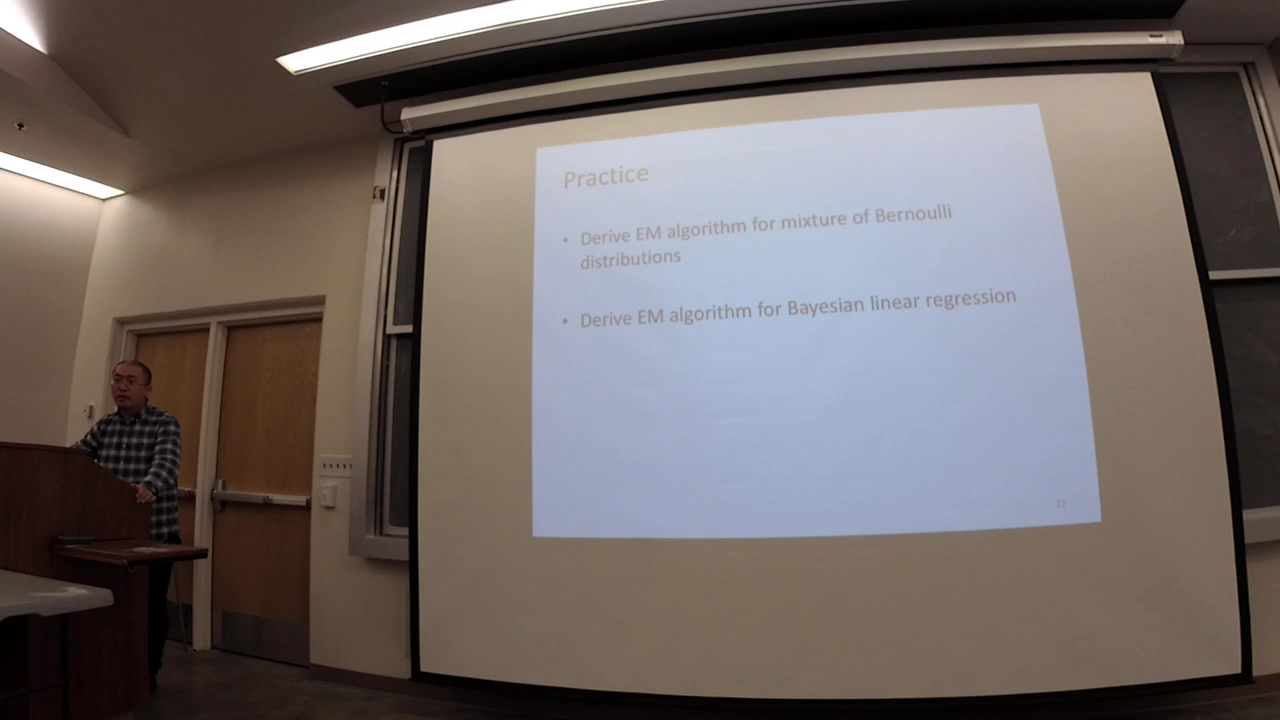 Practice
• Derive EM algorithm for mixture of Bernoulli
distributions
• Derive EM algorithm for Bayesian linear regression